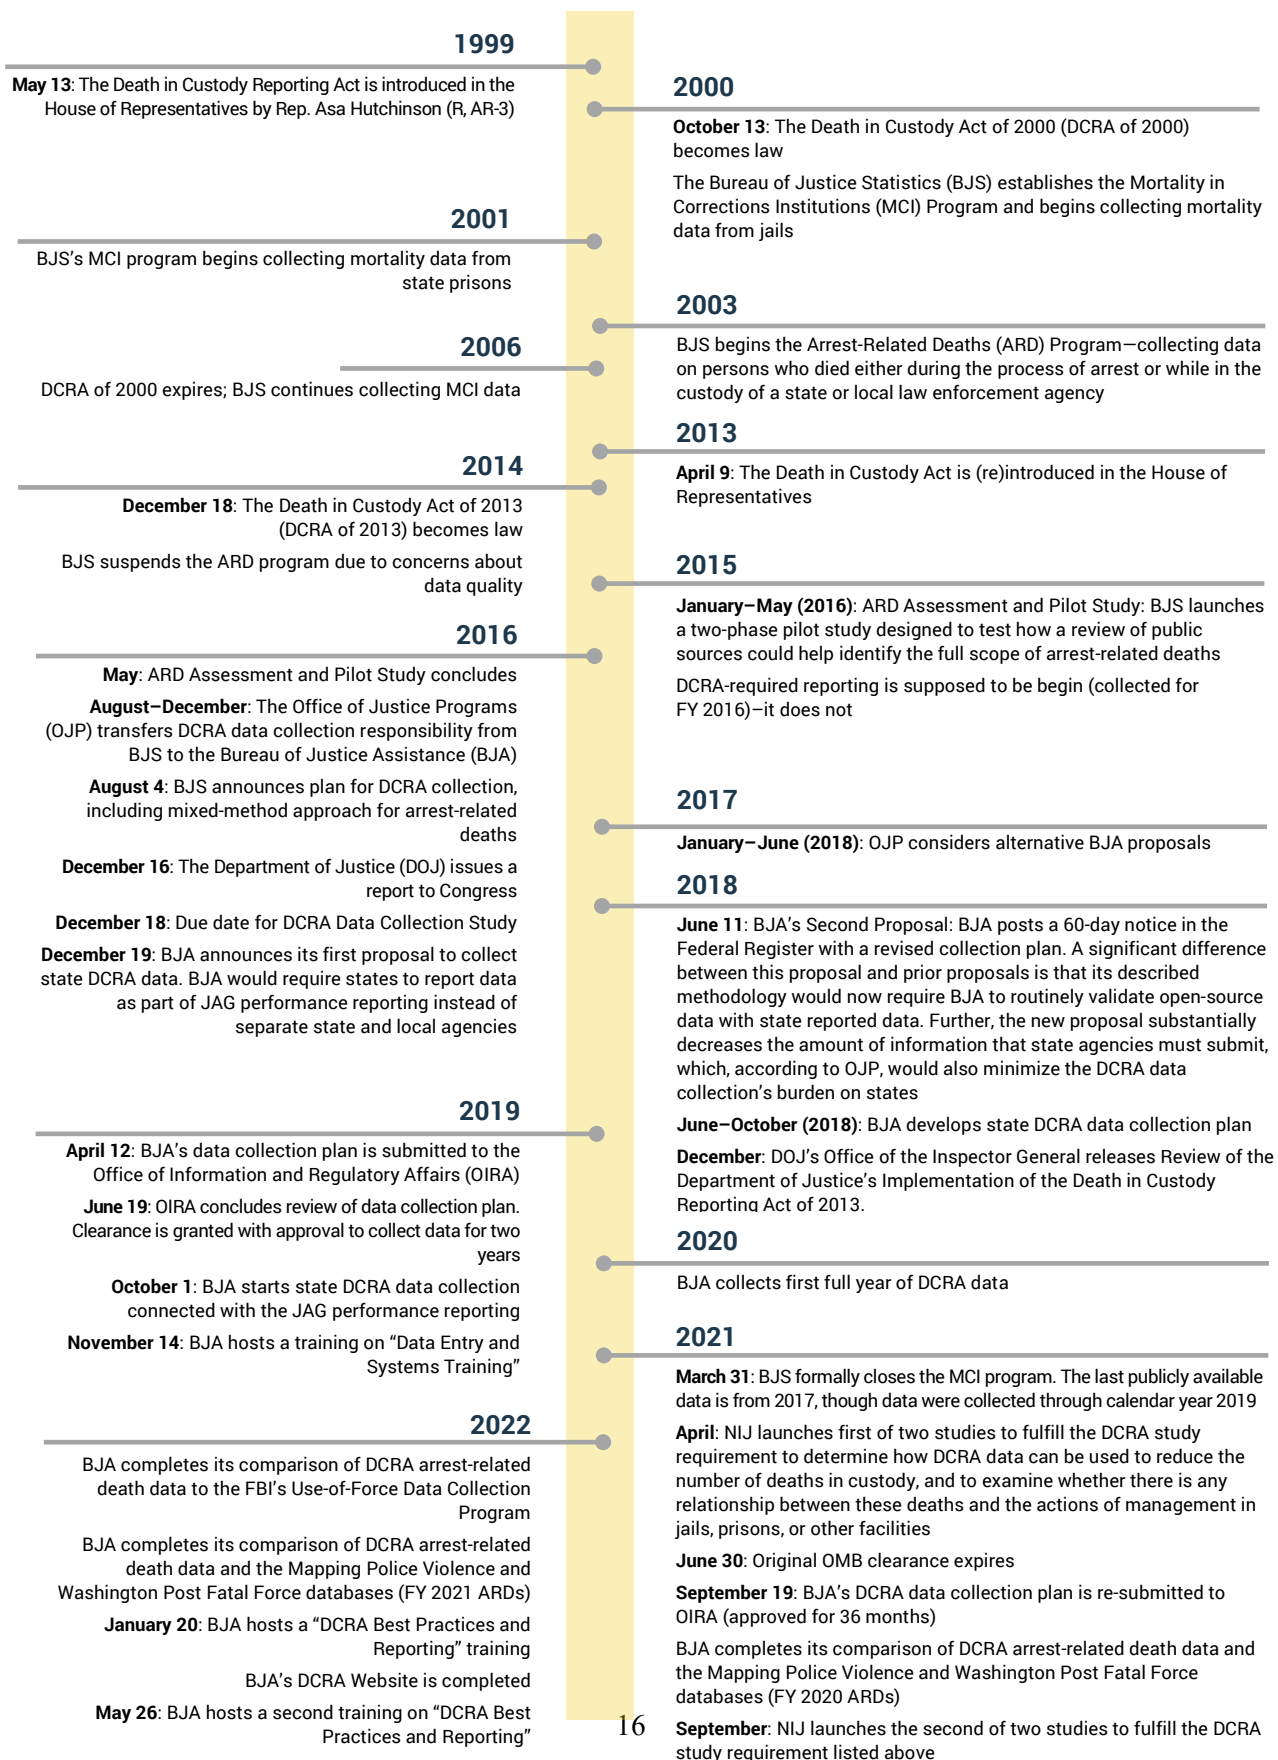 1999
May 13: The Death in Custody Reporting Act is introduced in the
House of Representatives by Rep. Asa Hutchinson (R, AR-3)
2000
October 13: The Death in Custody Act of 2000 (DCRA of 2000)
becomes law
The Bureau of Justice Statistics (BJS) establishes the Mortality in
Corrections Institutions (MCI) Program and begins collecting mortality
data from jails
2001
BJS’s MCI program begins collecting mortality data from
state prisons
2003
BJS begins the Arrest-Related Deaths (ARD) Program—collecting data
on persons who died either during the process of arrest or while in the
custody of a state or local law enforcement agency
2006
DCRA of 2000 expires; BJS continues collecting MCI data
2013
April 9: The Death in Custody Act is (re)introduced in the House of
Representatives
2014
December 18: The Death in Custody Act of 2013
(DCRA of 2013) becomes law
BJS suspends the ARD program due to concerns about
data quality
2015
January–May (2016): ARD Assessment and Pilot Study: BJS launches
a two-phase pilot study designed to test how a review of public
sources could help identify the full scope of arrest-related deaths
DCRA-required reporting is supposed to be begin (collected for
FY 2016)–it does not
2016
May: ARD Assessment and Pilot Study concludes
August–December: The Office of Justice Programs
(OJP) transfers DCRA data collection responsibility from
BJS to the Bureau of Justice Assistance (BJA)
August 4: BJS announces plan for DCRA collection,
including mixed-method approach for arrest-related
deaths
December 16: The Department of Justice (DOJ) issues a
report to Congress
December 18: Due date for DCRA Data Collection Study
December 19: BJA announces its first proposal to collect
state DCRA data. BJA would require states to report data
as part of JAG performance reporting instead of
separate state and local agencies
2017
January–June (2018): OJP considers alternative BJA proposals
2018
June 11: BJA’s Second Proposal: BJA posts a 60-day notice in the
Federal Register with a revised collection plan. A significant difference
between this proposal and prior proposals is that its described
methodology would now require BJA to routinely validate open-source
data with state reported data. Further, the new proposal substantially
decreases the amount of information that state agencies must submit,
which, according to OJP, would also minimize the DCRA data
collection’s burden on states
June–October (2018): BJA develops state DCRA data collection plan
December: DOJ’s Office of the Inspector General releases Review of the
Department of Justice’s Implementation of the Death in Custody
Reporting Act of 2013.
2019
April 12: BJA’s data collection plan is submitted to the
Office of Information and Regulatory Affairs (OIRA)
June 19: OIRA concludes review of data collection plan.
Clearance is granted with approval to collect data for two
years
October 1: BJA starts state DCRA data collection
connected with the JAG performance reporting
November 14: BJA hosts a training on “Data Entry and
Systems Training”
2020
BJA collects first full year of DCRA data
2021
March 31: BJS formally closes the MCI program. The last publicly available
data is from 2017, though data were collected through calendar year 2019
April: NIJ launches first of two studies to fulfill the DCRA study
requirement to determine how DCRA data can be used to reduce the
number of deaths in custody, and to examine whether there is any
relationship between these deaths and the actions of management in
jails, prisons, or other facilities
June 30: Original OMB clearance expires
September 19: BJA’s DCRA data collection plan is re-submitted to
OIRA (approved for 36 months)
BJA completes its comparison of DCRA arrest-related death data and
the Mapping Police Violence and Washington Post Fatal Force
databases (FY 2020 ARDs)
September: NIJ launches the second of two studies to fulfill the DCRA
study requirement listed above
2022
BJA completes its comparison of DCRA arrest-related
death data to the FBI’s Use-of-Force Data Collection
Program
BJA completes its comparison of DCRA arrest-related
death data and the Mapping Police Violence and
Washington Post Fatal Force databases (FY 2021 ARDs)
January 20: BJA hosts a “DCRA Best Practices and
Reporting” training
BJA’s DCRA Website is completed
May 26: BJA hosts a second training on “DCRA Best
Practices and Reporting”
16